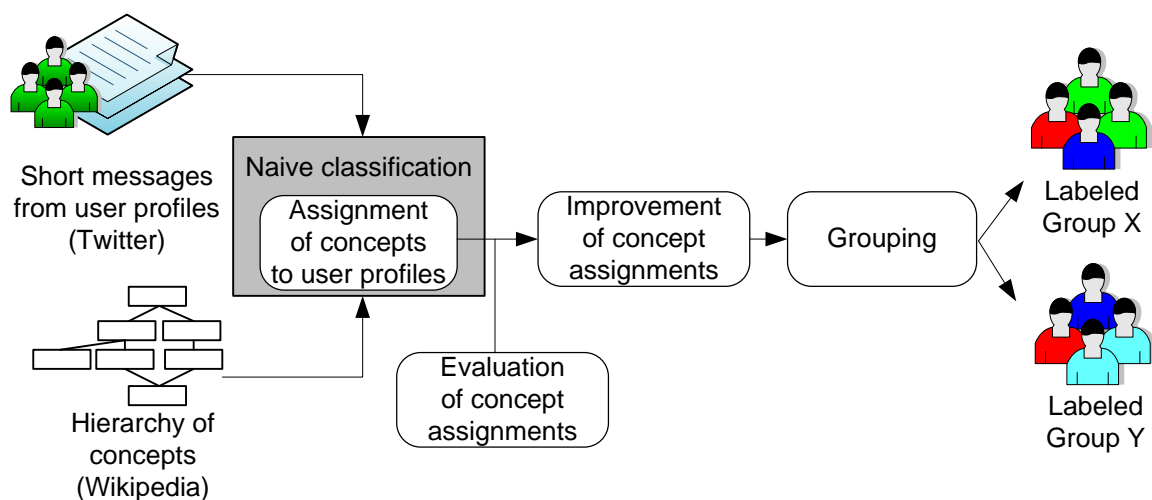 Short messages
from user profiles
(Twitter)
Hierarchy of
concepts
(Wikipedia)
Naive classification
Assignment
of concepts
to user profiles
Evaluation
of concept
assignments
Improvement
of concept
assignments
Grouping
Labeled
Group X
Labeled
Group Y